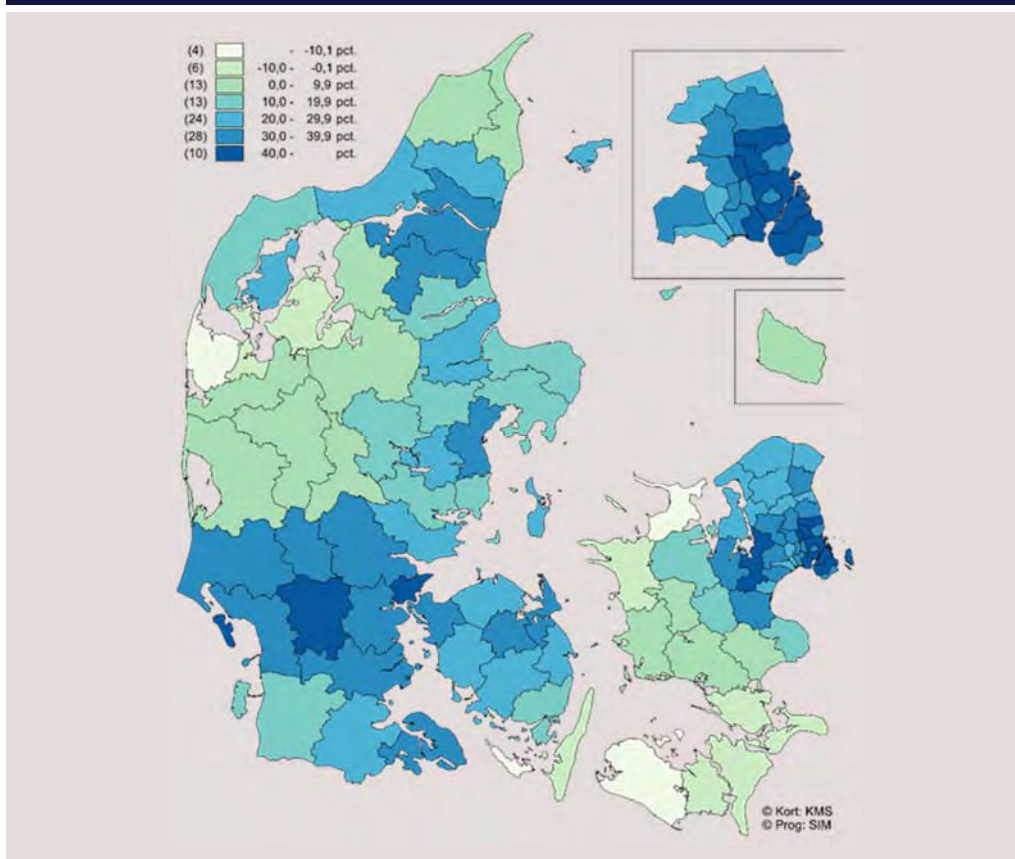 (4) - -10,1 pct.
(6) -10,0 - -0,1 pct.
(13) 0,0 - 9,9 pct.
(13) 10,0 - 19,9 pct.
(24) 20,0 - 29,9 pct.
(28) 30,0 - 39,9 pct.
(10) 40,0 - pct.
© Kort: KMS
© Prog: SIM